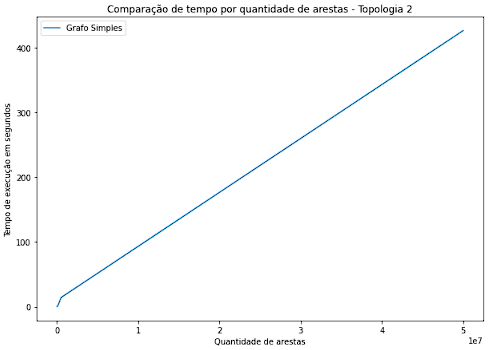 Comparação de tempo por quantidade de arestas - Topologia 2
Grafo Simples
Tempo de execução em segundos
400
300
200
100
0
0 1 2 3 4 5
1e7
Quantidade de arestas